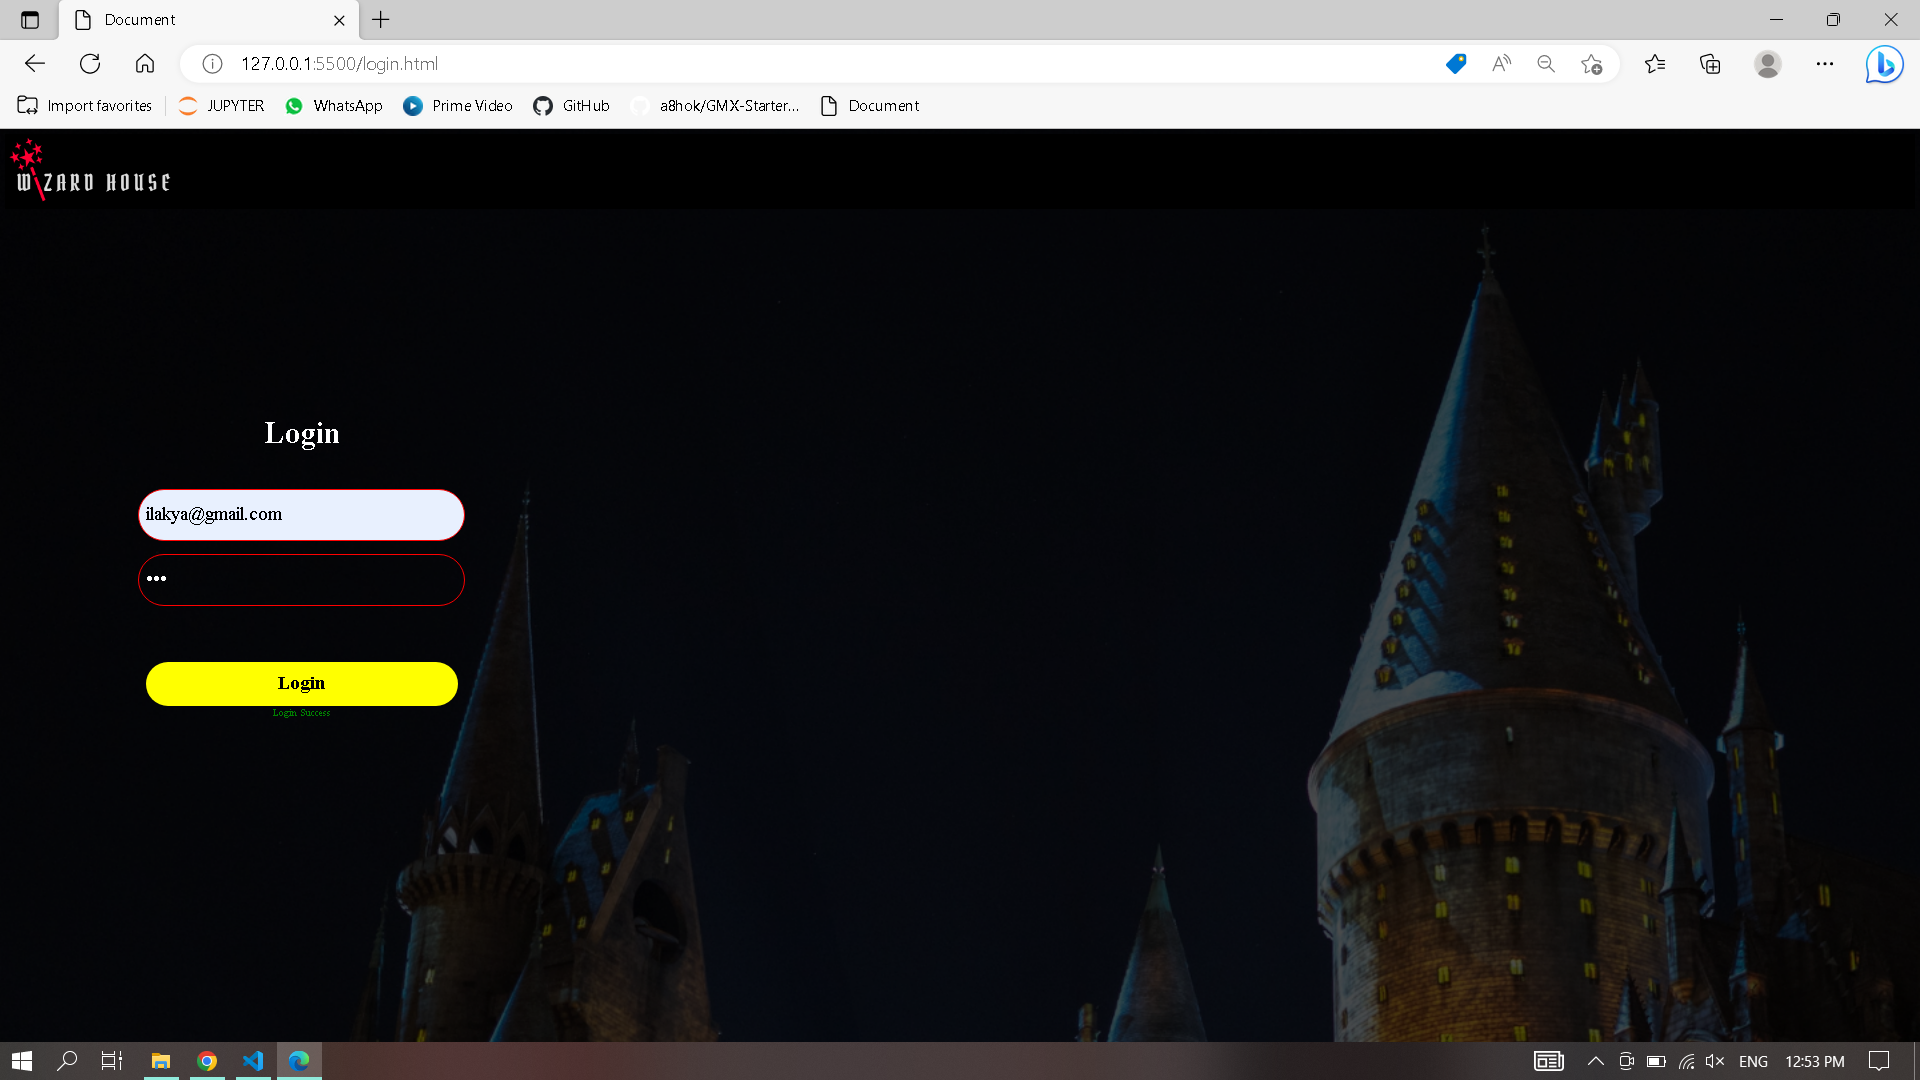 Document
127.0.0.1:5500/login.html
Import favorites
JUPYTER
WhatsApp
Prime Video
GitHub
a8hok/GMX-Starter...
Document
WIZARD HOUSE
Login
ilakya@gmail.com
•••
Login
Login Success
ENG
12:53 PM